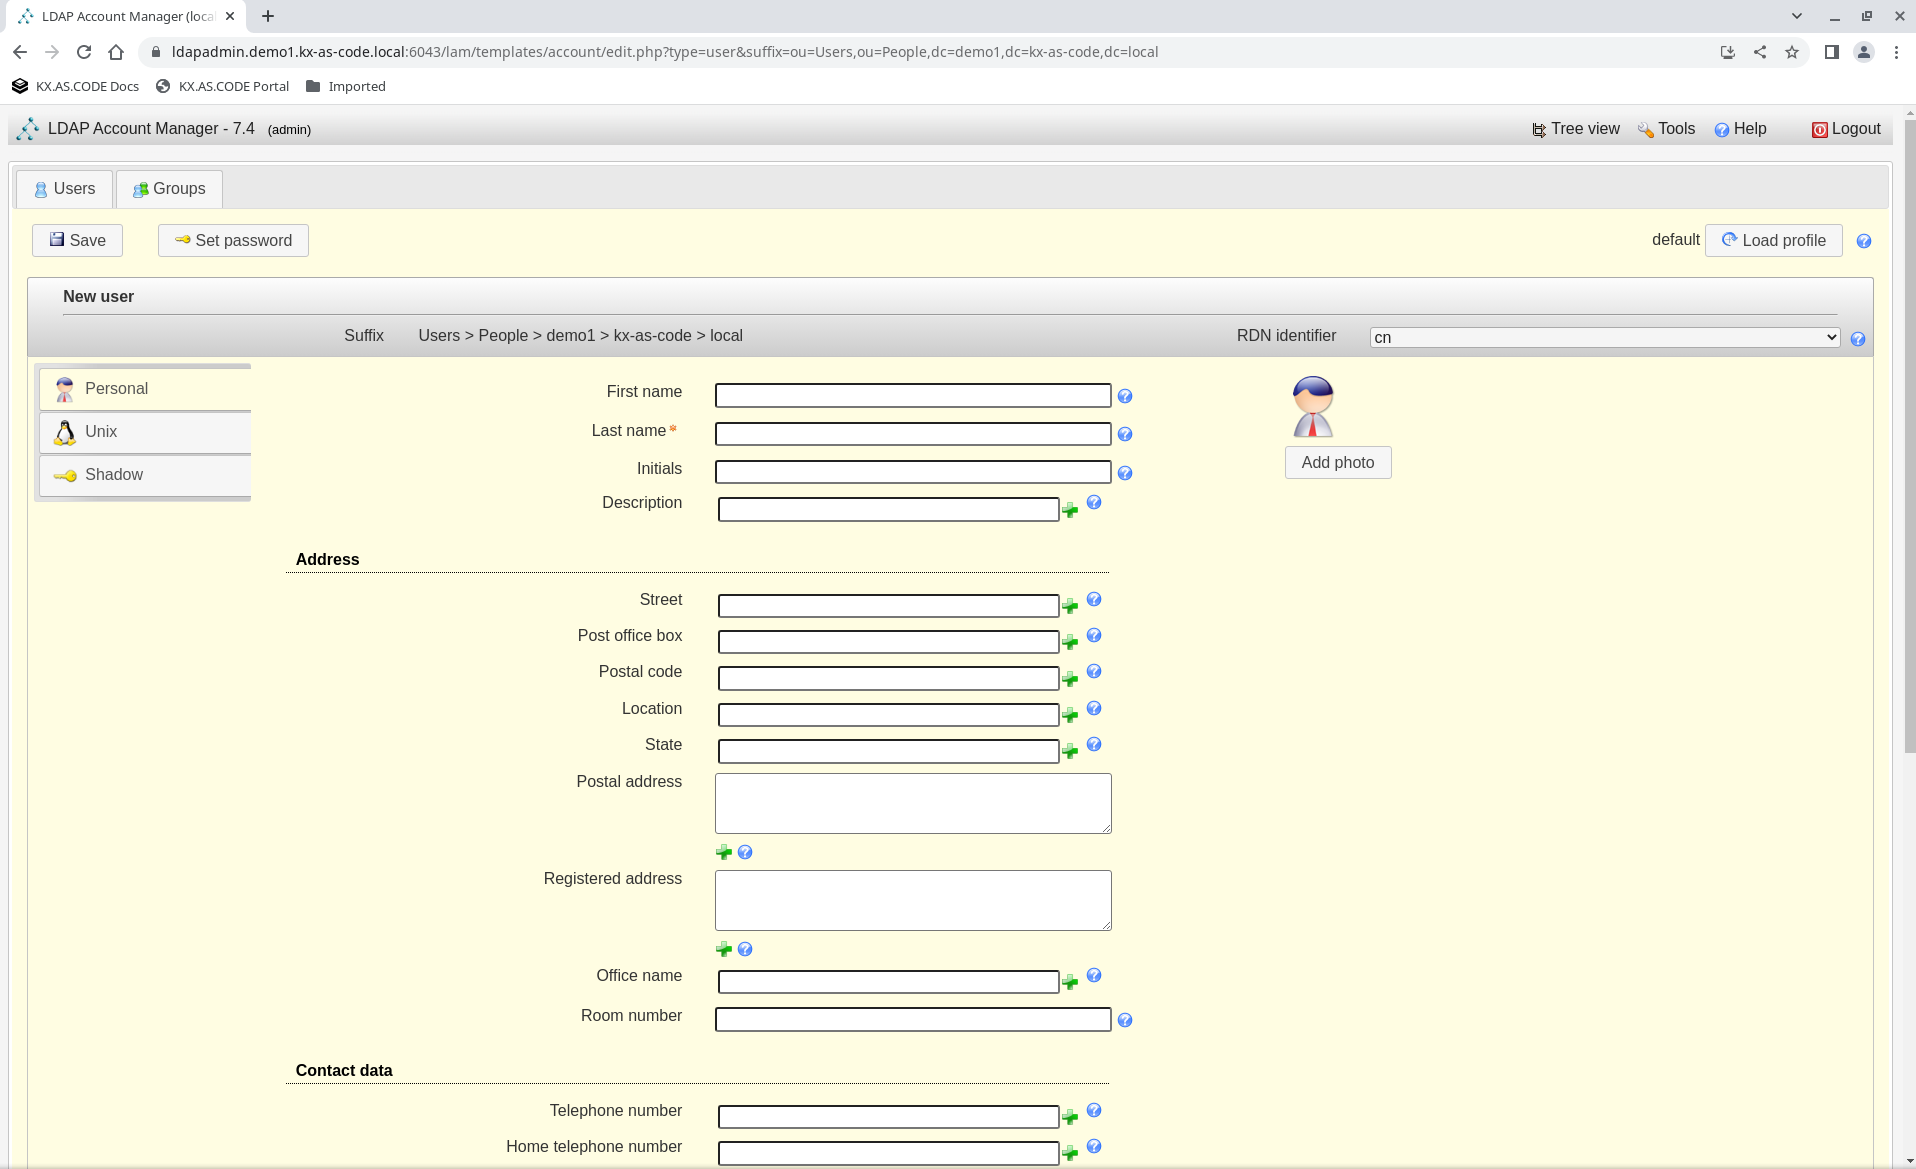 LDAP Account Manager (loca
ldapadmin.demo1.kx-as-code.local:6043/lam/templates/account/edit.php?type=user&suffix=ou=Users,ou=People,dc=demo1,dc=kx-as-code,dc=local
KX.AS.CODE Docs KX.AS.CODE Portal Imported
LDAP Account Manager - 7.4 (admin) Tree view Tools Help Logout
Users Groups
Save Set password default Load profile
New user
Suffix Users > People > demo1 > kx-as-code > local RDN identifier cn
Personal
Unix
Shadow
First name
Last name*
Initials
Description
Add photo
Address
Street
Post office box
Postal code
Location
State
Postal address
Registered address
Office name
Room number
Contact data
Telephone number
Home telephone number